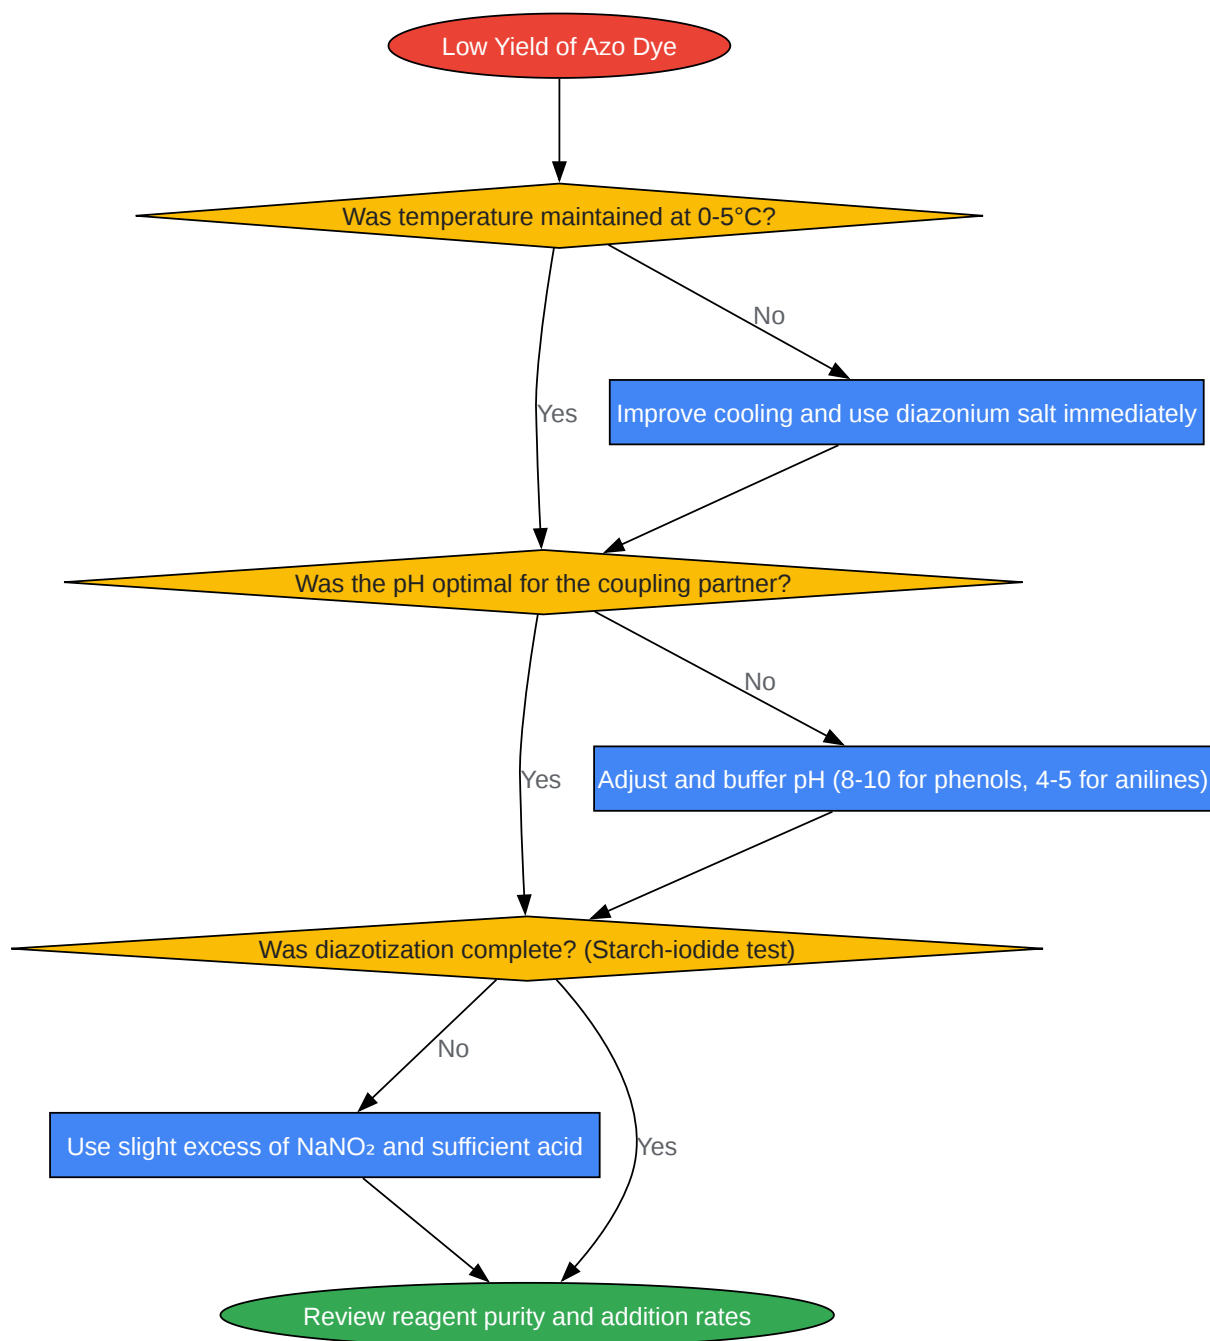 Low Yield of Azo Dye
Was temperature maintained at 0-5°C?
No
Yes
Improve cooling and use diazonium salt immediately
Was the pH optimal for the coupling partner?
No
Yes
Adjust and buffer pH (8-10 for phenols, 4-5 for anilines)
Was diazotization complete? (Starch-iodide test)
No
Use slight excess of NaNO₂ and sufficient acid
Yes
Review reagent purity and addition rates